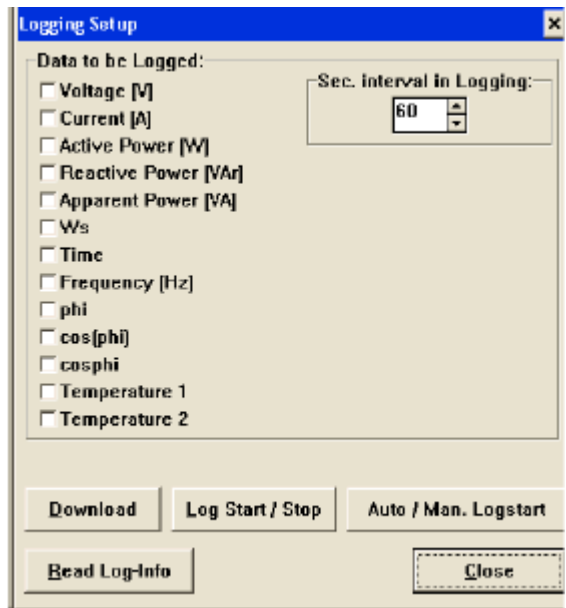 Logging Setup
Data to be Logged:
Voltage [V]
Current [A]
Active Power [W]
Reactive Power [VAr]
Apparent Power [VA]
Ws
Time
Frequency [Hz]
phi
cos(phi)
cosphi
Temperature 1
Temperature 2
Sec. interval in Logging:
60
Download
Log Start / Stop
Auto / Man. Logstart
Read Log-Info
Close